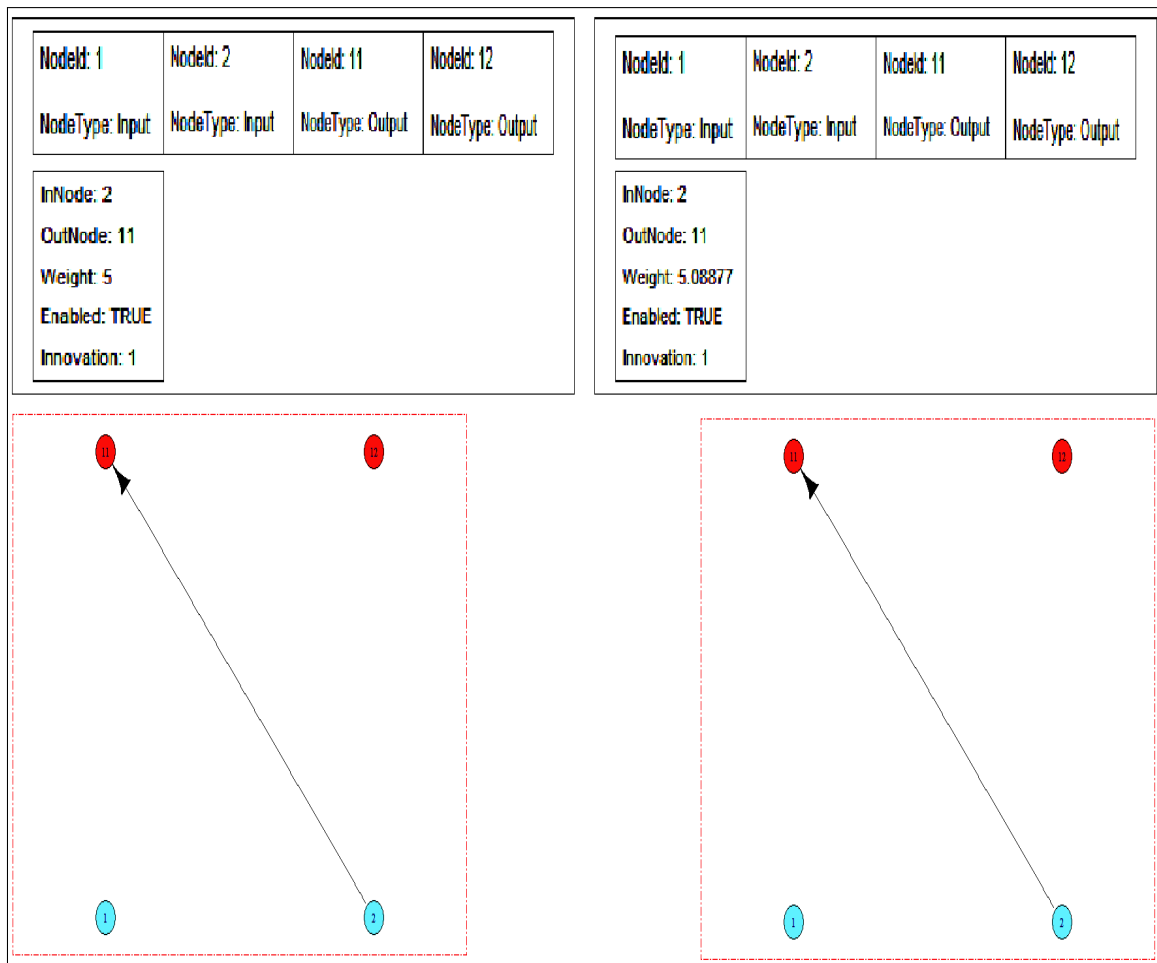 NodeId: 1 NodeId: 2 NodeId: 11 NodeId: 12
NodeType: Input NodeType: Input NodeType: Output NodeType: Output
InNode: 2
OutNode: 11
Weight: 5
Enabled: TRUE
Innovation: 1
NodeId: 1 NodeId: 2 NodeId: 11 NodeId: 12
NodeType: Input NodeType: Input NodeType: Output NodeType: Output
InNode: 2
OutNode: 11
Weight: 5.08877
Enabled: TRUE
Innovation: 1
11 12
1 2
11 12
1 2